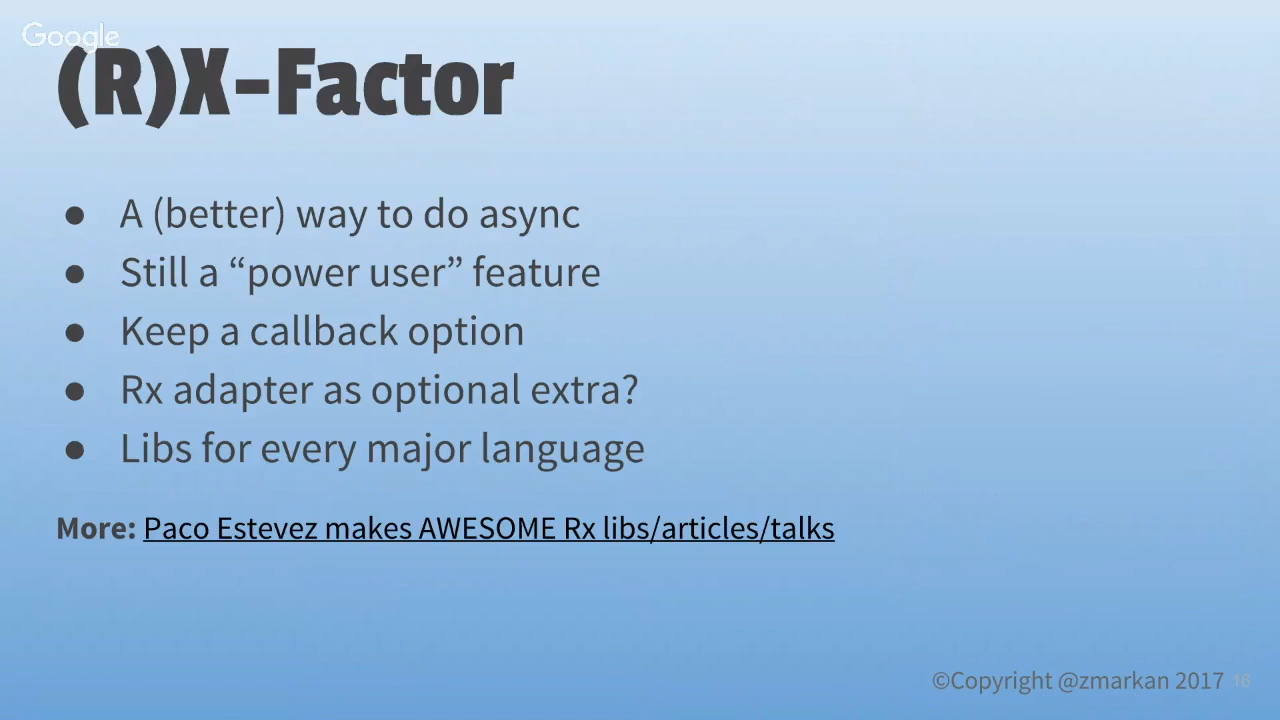 Google
(R)X-Factor
● A (better) way to do async
● Still a “power user” feature
● Keep a callback option
● Rx adapter as optional extra?
● Libs for every major language
More: Paco Estevez makes AWESOME Rx libs/articles/talks
©Copyright @zmarkan 2017 16